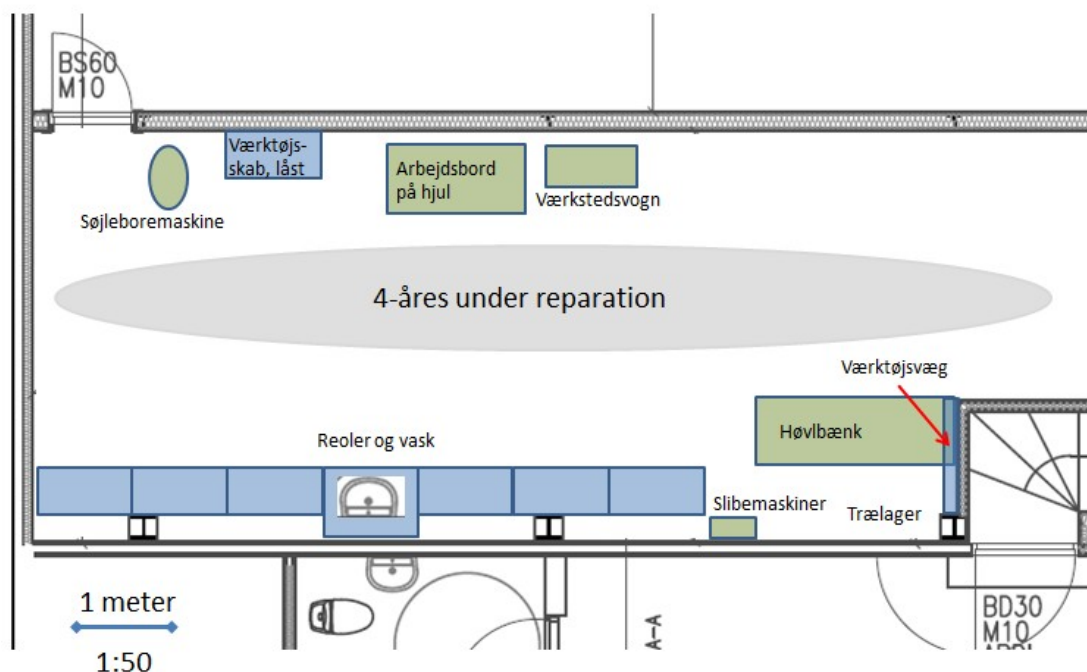 BS60
M10
Værktøjs-
skab, låst
Søjleboremaskine
Arbejdsbord
på hjul
Værkstedsvogn
4-åres under reparation
Værktøjsvæg
Høvlbænk
Reoler og vask
Slibemaskiner
Trælager
1 meter
1:50
A-A
BD30
M10